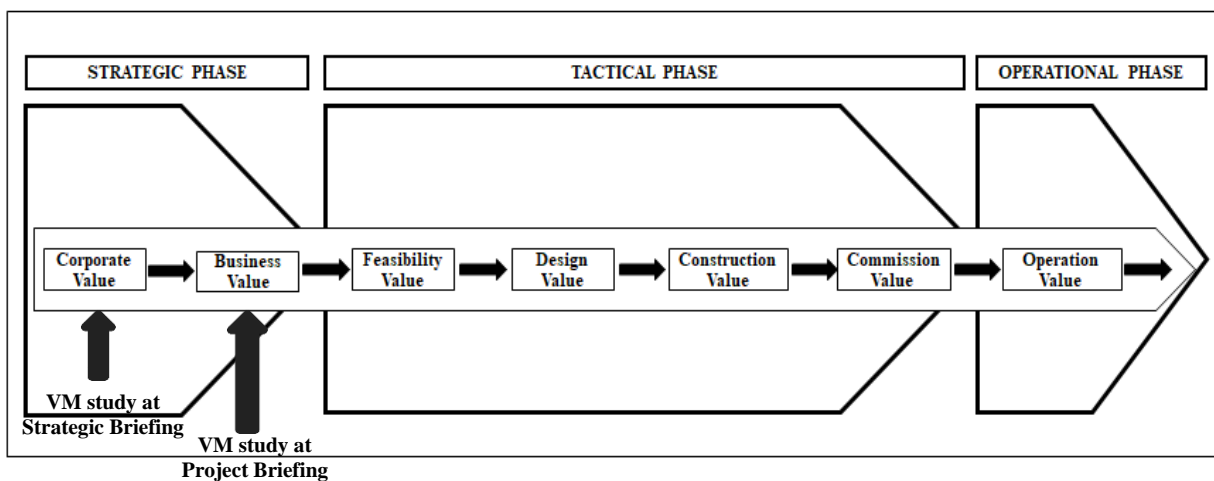 STRATEGIC PHASE
TACTICAL PHASE
OPERATIONAL PHASE
Corporate
Value
Business
Value
Feasibility
Value
Design
Value
Construction
Value
Commission
Value
Operation
Value
VM study at
Strategic Briefing
VM study at
Project Briefing